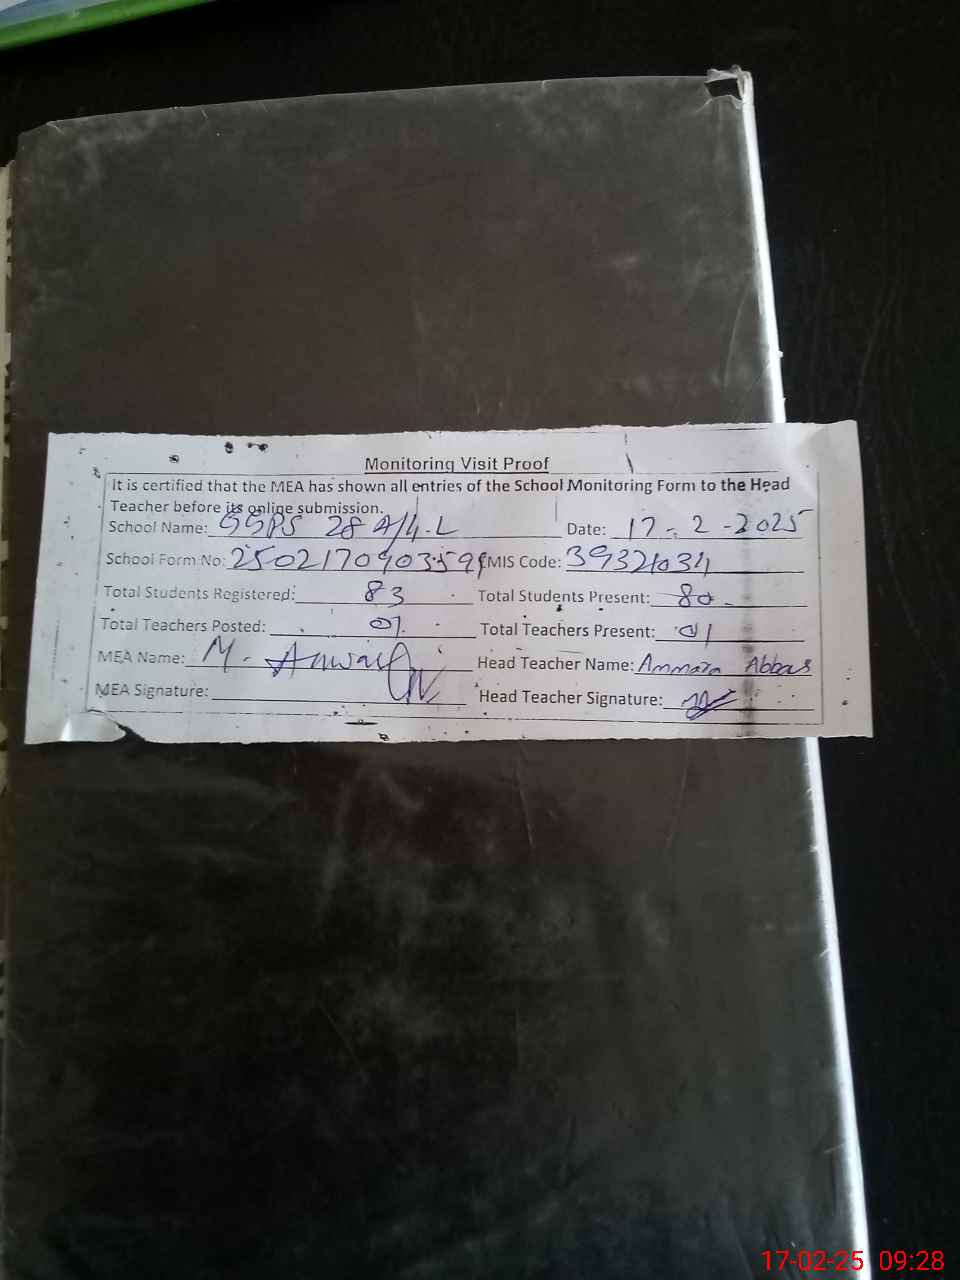 Monitoring Visit Proof
It is certified that the MEA has shown all entries of the School Monitoring Form to the Head
Teacher before its online submission.
School Name: GGPS 28 A/4-L Date: 17-2-2025
School Form No: EMIS Code: 39321034
Total Students Registered: 83 Total Students Present: 80
Total Teachers Posted: 01 Total Teachers Present: 01
MEA Name: M. Anwar Head Teacher Name: Ammara Abbas
MEA Signature: Head Teacher Signature:
17-02-25 09:28